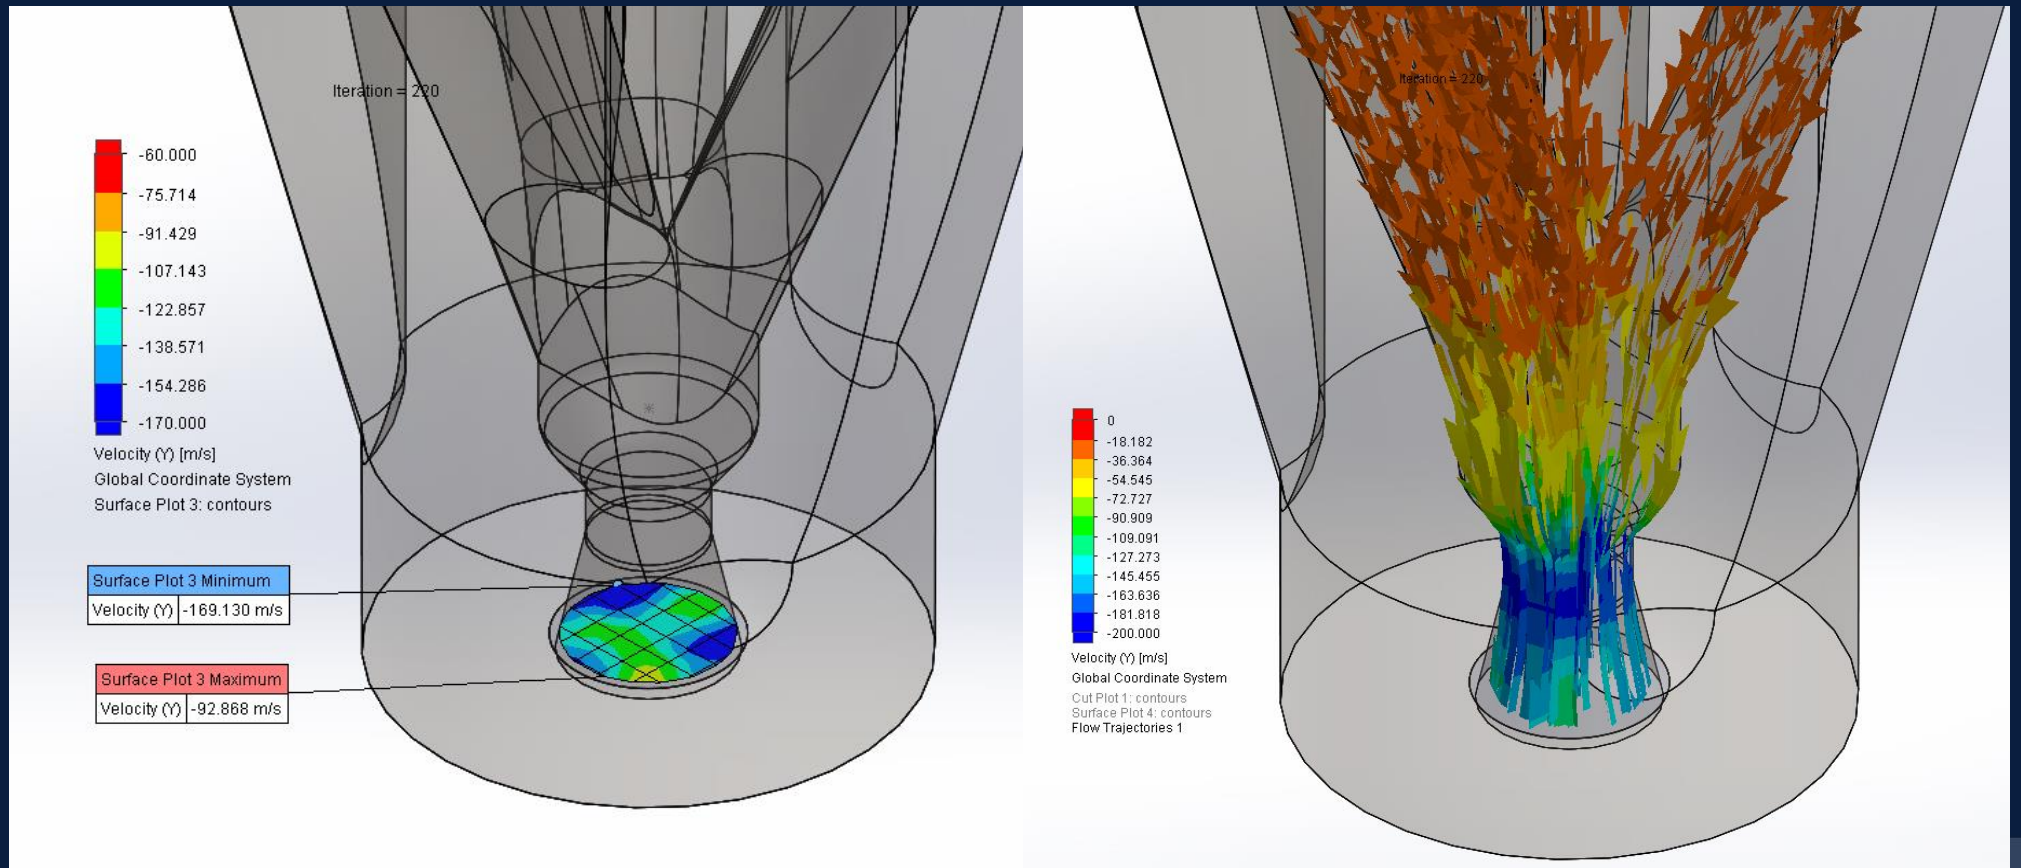 Iteration = 220
-60.000
-75.714
-91.429
-107.143
-122.857
-138.571
-154.286
-170.000
Velocity (Y) [m/s]
Global Coordinate System
Surface Plot 3: contours
Surface Plot 3 Minimum
Velocity (Y) -169.130 m/s
Surface Plot 3 Maximum
Velocity (Y) -92.868 m/s
Iteration = 220
0
-18.182
-36.364
-54.545
-72.727
-90.909
-109.091
-127.273
-145.455
-163.636
-181.818
-200.000
Velocity (Y) [m/s]
Global Coordinate System
Cut Plot 1: contours
Surface Plot 4: contours
Flow Trajectories 1